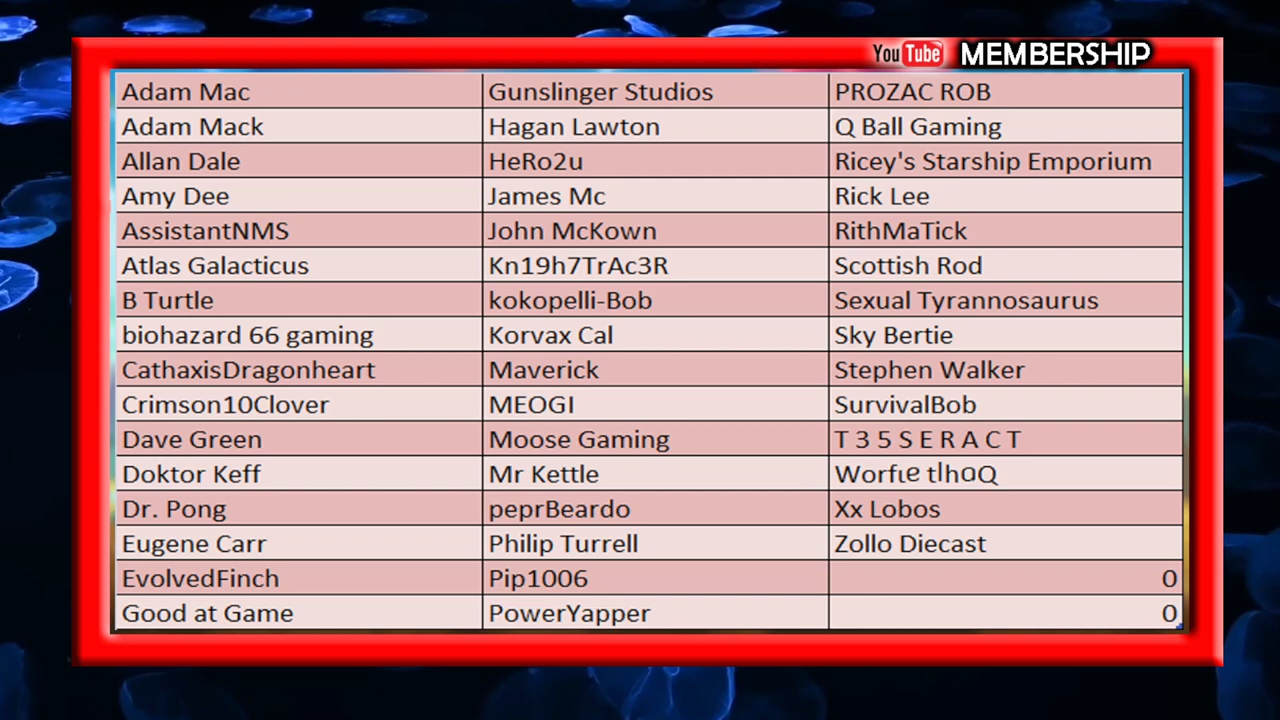 YouTube MEMBERSHIP
Adam Mac Gunslinger Studios PROZAC ROB
Adam Mack Hagan Lawton Q Ball Gaming
Allan Dale HeRo2u Ricey's Starship Emporium
Amy Dee James Mc Rick Lee
AssistantNMS John McKown RithMaTick
Atlas Galacticus Kn19h7TrAc3R Scottish Rod
B Turtle kokopelli-Bob Sexual Tyrannosaurus
biohazard 66 gaming Korvax Cal Sky Bertie
CathaxisDragonheart Maverick Stephen Walker
Crimson10Clover MEOGI SurvivalBob
Dave Green Moose Gaming T 3 5 S E R A C T
Doktor Keff Mr Kettle Worfɩҽ tlhɑQ
Dr. Pong peprBeardo Xx Lobos
Eugene Carr Philip Turrell Zollo Diecast
EvolvedFinch Pip1006 0
Good at Game PowerYapper 0